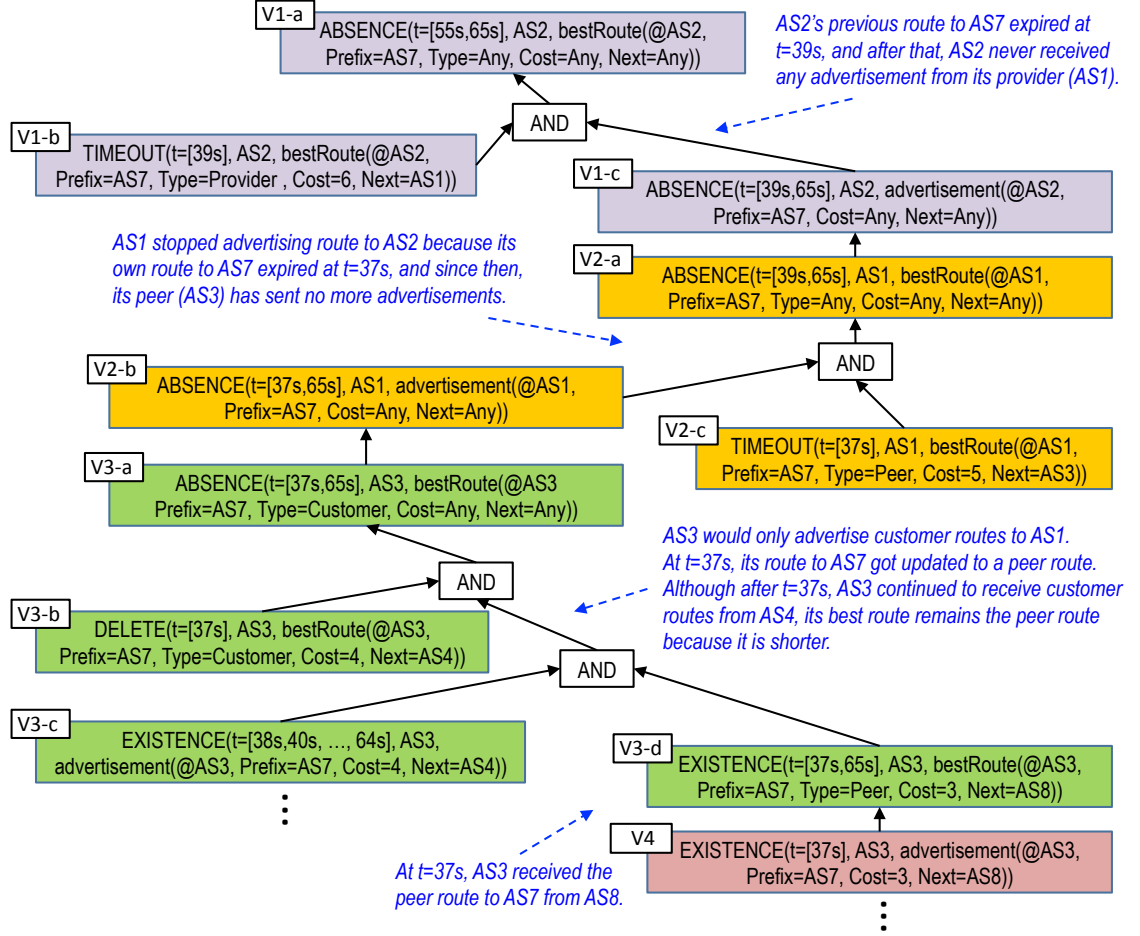 V1-a
ABSENCE(t=[55s,65s], AS2, bestRoute(@AS2,
Prefix=AS7, Type=Any, Cost=Any, Next=Any))
AS2's previous route to AS7 expired at
t=39s, and after that, AS2 never received
any advertisement from its provider (AS1).
AND
V1-b
TIMEOUT(t=[39s], AS2, bestRoute(@AS2,
Prefix=AS7, Type=Provider , Cost=6, Next=AS1))
V1-c
ABSENCE(t=[39s,65s], AS2, advertisement(@AS2,
Prefix=AS7, Cost=Any, Next=Any))
AS1 stopped advertising route to AS2 because its
own route to AS7 expired at t=37s, and since then,
its peer (AS3) has sent no more advertisements.
V2-a
ABSENCE(t=[39s,65s], AS1, bestRoute(@AS1,
Prefix=AS7, Type=Any, Cost=Any, Next=Any))
AND
V2-b
ABSENCE(t=[37s,65s], AS1, advertisement(@AS1,
Prefix=AS7, Cost=Any, Next=Any))
V2-c
TIMEOUT(t=[37s], AS1, bestRoute(@AS1,
Prefix=AS7, Type=Peer, Cost=5, Next=AS3))
V3-a
ABSENCE(t=[37s,65s], AS3, bestRoute(@AS3
Prefix=AS7, Type=Customer, Cost=Any, Next=Any))
AS3 would only advertise customer routes to AS1.
At t=37s, its route to AS7 got updated to a peer route.
Although after t=37s, AS3 continued to receive customer
routes from AS4, its best route remains the peer route
because it is shorter.
AND
V3-b
DELETE(t=[37s], AS3, bestRoute(@AS3,
Prefix=AS7, Type=Customer, Cost=4, Next=AS4))
AND
V3-c
EXISTENCE(t=[38s,40s, …, 64s], AS3,
advertisement(@AS3, Prefix=AS7, Cost=4, Next=AS4))
V3-d
EXISTENCE(t=[37s,65s], AS3, bestRoute(@AS3,
Prefix=AS7, Type=Peer, Cost=3, Next=AS8))
At t=37s, AS3 received the
peer route to AS7 from AS8.
V4
EXISTENCE(t=[37s], AS3, advertisement(@AS3,
Prefix=AS7, Cost=3, Next=AS8))